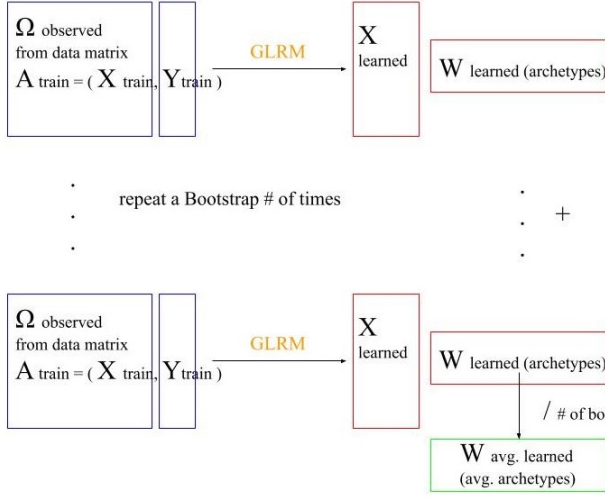 Ω observed
from data matrix
A train = ( X train, Y train )
GLRM
X
learned
W learned (archetypes)
repeat a Bootstrap # of times
+
Ω observed
from data matrix
A train = ( X train, Y train )
GLRM
X
learned
W learned (archetypes)
/ # of bo
W avg. learned
(avg. archetypes)